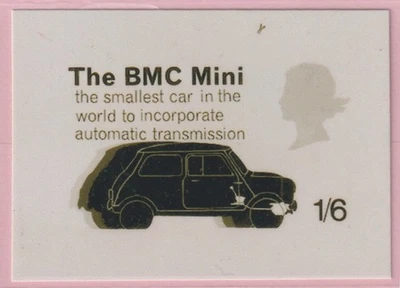 The BMC Mini
the smallest car in the
world to incorporate
automatic transmission
1/6